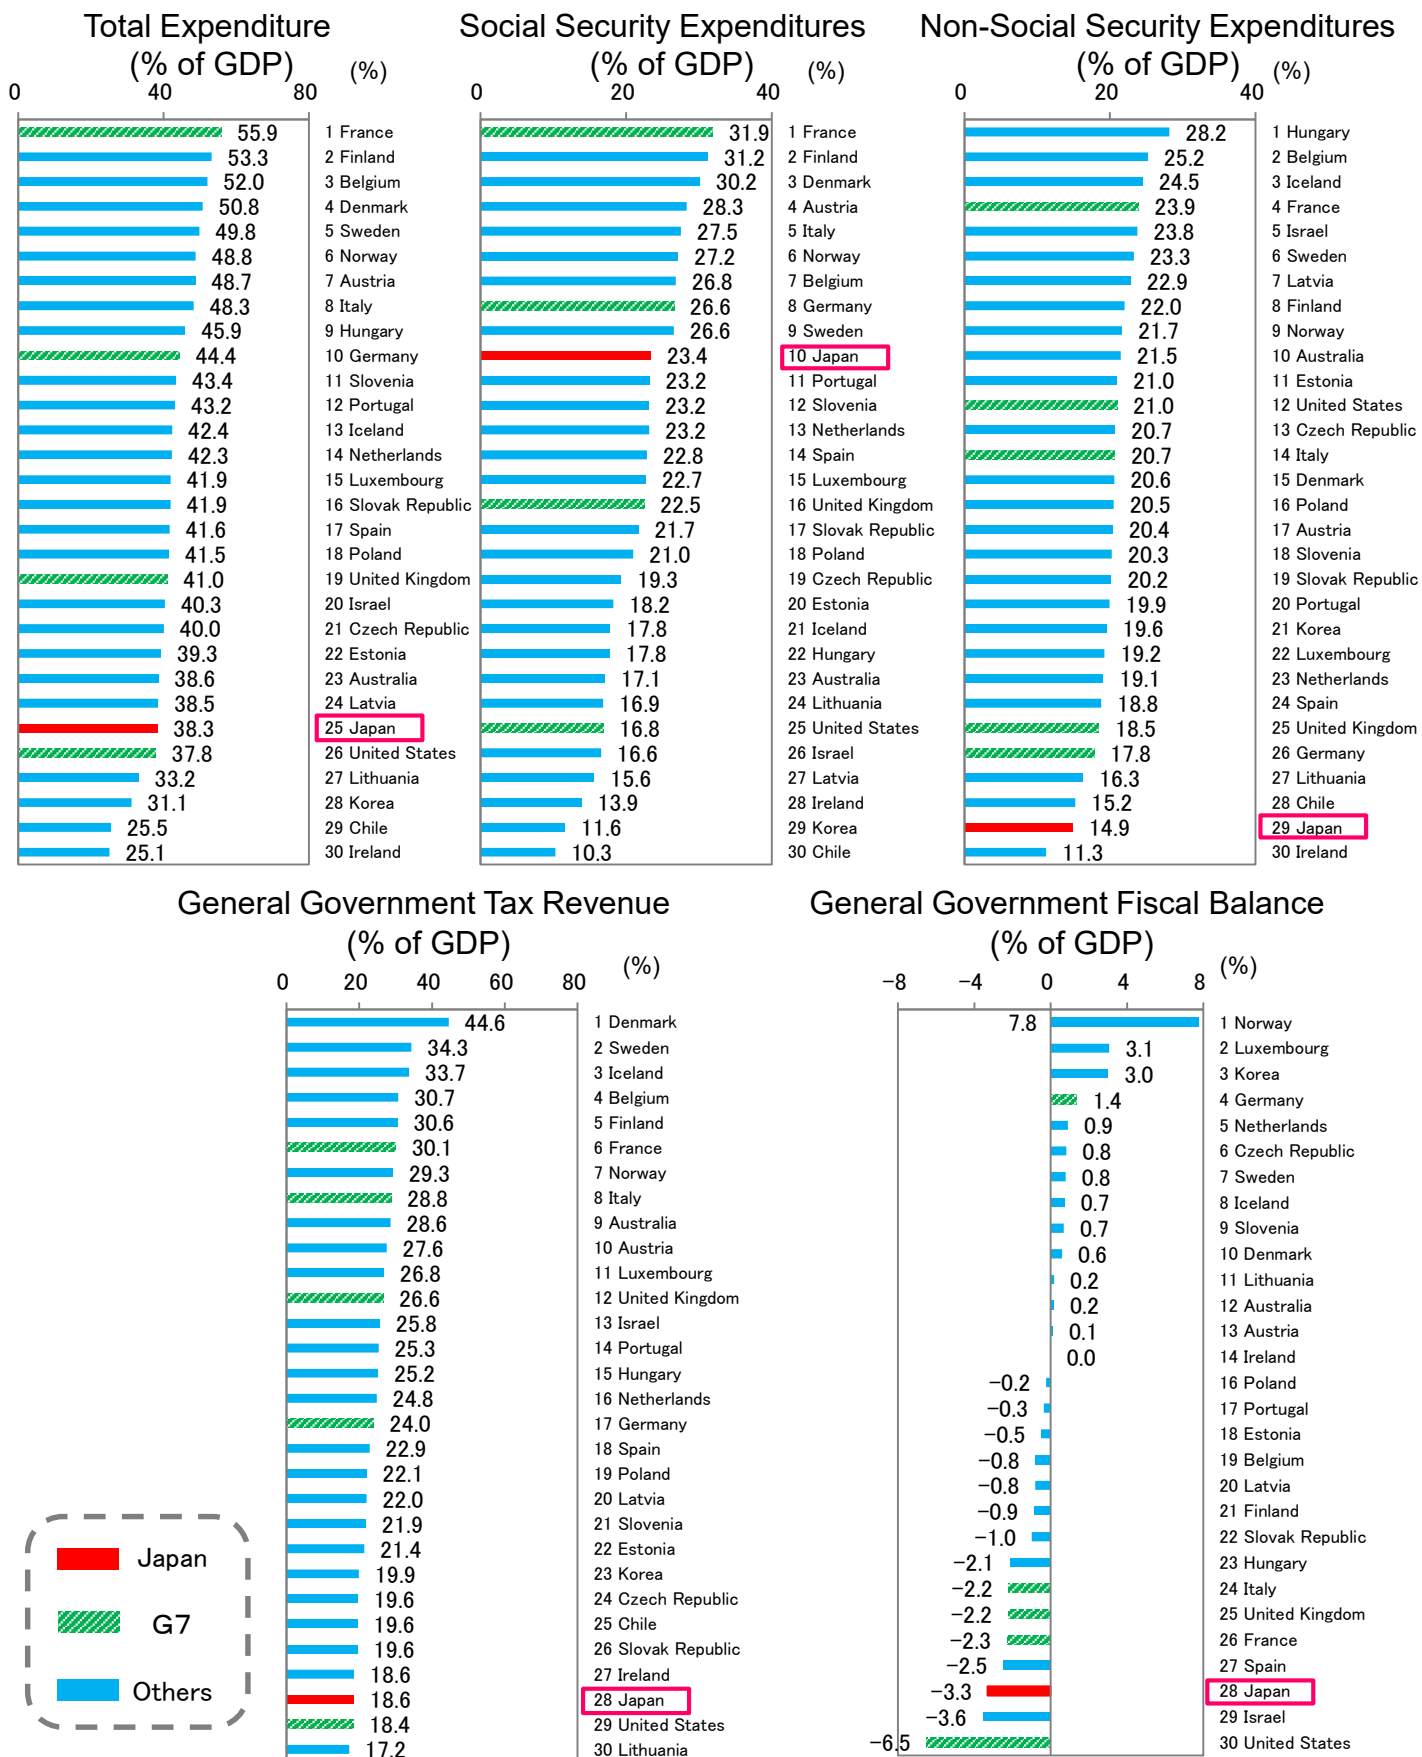 Total Expenditure
(% of GDP)
(%)
0 40 80
55.9 1 France
53.3 2 Finland
52.0 3 Belgium
50.8 4 Denmark
49.8 5 Sweden
48.8 6 Norway
48.7 7 Austria
48.3 8 Italy
45.9 9 Hungary
44.4 10 Germany
43.4 11 Slovenia
43.2 12 Portugal
42.4 13 Iceland
42.3 14 Netherlands
41.9 15 Luxembourg
41.9 16 Slovak Republic
41.6 17 Spain
41.5 18 Poland
41.0 19 United Kingdom
40.3 20 Israel
40.0 21 Czech Republic
39.3 22 Estonia
38.6 23 Australia
38.5 24 Latvia
38.3 25 Japan
37.8 26 United States
33.2 27 Lithuania
31.1 28 Korea
25.5 29 Chile
25.1 30 Ireland
Social Security Expenditures
(% of GDP)
(%)
0 20 40
31.9 1 France
31.2 2 Finland
30.2 3 Denmark
28.3 4 Austria
27.5 5 Italy
27.2 6 Norway
26.8 7 Belgium
26.6 8 Germany
26.6 9 Sweden
23.4 10 Japan
23.2 11 Portugal
23.2 12 Slovenia
23.2 13 Netherlands
22.8 14 Spain
22.7 15 Luxembourg
22.5 16 United Kingdom
21.7 17 Slovak Republic
21.0 18 Poland
19.3 19 Czech Republic
18.2 20 Estonia
17.8 21 Iceland
17.8 22 Hungary
17.1 23 Australia
16.9 24 Lithuania
16.8 25 United States
16.6 26 Israel
15.6 27 Latvia
13.9 28 Ireland
11.6 29 Korea
10.3 30 Chile
Non-Social Security Expenditures
(% of GDP)
(%)
0 20 40
28.2 1 Hungary
25.2 2 Belgium
24.5 3 Iceland
23.9 4 France
23.8 5 Israel
23.3 6 Sweden
22.9 7 Latvia
22.0 8 Finland
21.7 9 Norway
21.5 10 Australia
21.0 11 Estonia
21.0 12 United States
20.7 13 Czech Republic
20.7 14 Italy
20.6 15 Denmark
20.5 16 Poland
20.4 17 Austria
20.3 18 Slovenia
20.2 19 Slovak Republic
19.9 20 Portugal
19.6 21 Korea
19.2 22 Luxembourg
19.1 23 Netherlands
18.8 24 Spain
18.5 25 United Kingdom
17.8 26 Germany
16.3 27 Lithuania
15.2 28 Chile
14.9 29 Japan
11.3 30 Ireland
General Government Tax Revenue
(% of GDP)
(%)
0 20 40 60 80
44.6 1 Denmark
34.3 2 Sweden
33.7 3 Iceland
30.7 4 Belgium
30.6 5 Finland
30.1 6 France
29.3 7 Norway
28.8 8 Italy
28.6 9 Australia
27.6 10 Austria
26.8 11 Luxembourg
26.6 12 United Kingdom
25.8 13 Israel
25.3 14 Portugal
25.2 15 Hungary
24.8 16 Netherlands
24.0 17 Germany
22.9 18 Spain
22.1 19 Poland
22.0 20 Latvia
21.9 21 Slovenia
21.4 22 Estonia
19.9 23 Korea
19.6 24 Czech Republic
19.6 25 Chile
19.6 26 Slovak Republic
18.6 27 Ireland
18.6 28 Japan
18.4 29 United States
17.2 30 Lithuania
General Government Fiscal Balance
(% of GDP)
(%)
−8 −4 0 4 8
7.8 1 Norway
3.1 2 Luxembourg
3.0 3 Korea
1.4 4 Germany
0.9 5 Netherlands
0.8 6 Czech Republic
0.8 7 Sweden
0.7 8 Iceland
0.7 9 Slovenia
0.6 10 Denmark
0.2 11 Lithuania
0.2 12 Australia
0.1 13 Austria
0.0 14 Ireland
−0.2 16 Poland
−0.3 17 Portugal
−0.5 18 Estonia
−0.8 19 Belgium
−0.8 20 Latvia
−0.9 21 Finland
−1.0 22 Slovak Republic
−2.1 23 Hungary
−2.2 24 Italy
−2.2 25 United Kingdom
−2.3 26 France
−2.5 27 Spain
−3.3 28 Japan
−3.6 29 Israel
−6.5 30 United States
Japan
G7
Others